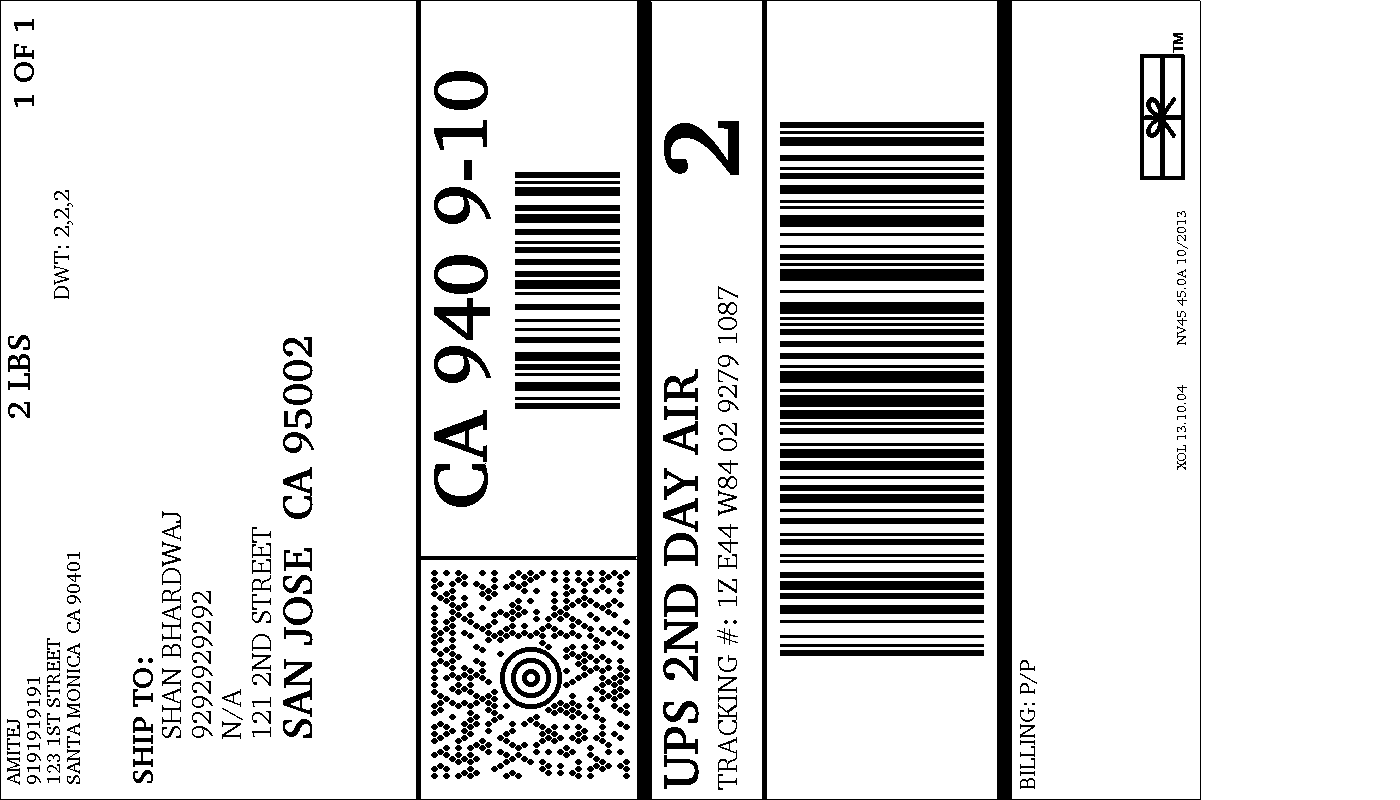 AMITEJ
9191919191
123 1ST STREET
SANTA MONICA CA 90401
2 LBS
1 OF 1
DWT: 2,2,2
SHIP TO:
SHAN BHARDWAJ
9292929292
N/A
121 2ND STREET
SAN JOSE CA 95002
CA 940 9-10
UPS 2ND DAY AIR
2
TRACKING #: 1Z E44 W84 02 9279 1087
BILLING: P/P
XOL 13.10.04 NV45 45.0A 10/2013
TM